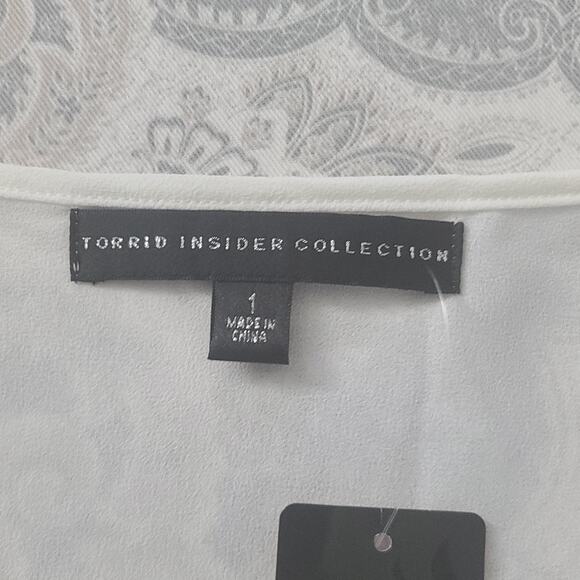 TORRID INSIDER COLLECTION
1
MADE IN
CHINA